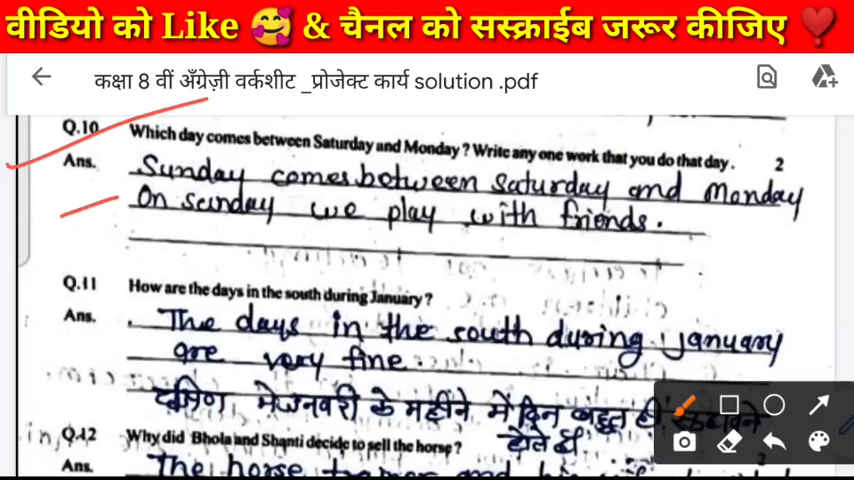 वीडियो को Like 🥰 & चैनल को सस्क्राईब जरूर कीजिए ❤️
कक्षा 8 वीं अँग्रेज़ी वर्कशीट _प्रोजेक्ट कार्य solution .pdf
Q.10 Which day comes between Saturday and Monday ? Write any one work that you do that day. 2
Ans. Sunday comes between Saturday and Monday
On sunday we play with friends.
Q.11 How are the days in the south during January ?
Ans. The days in the south during january
are very fine.
दक्षिण मे जनवरी के महीने में दिन बहुत ही
होते हैं
Q.12 Why did Bhola and Shanti decide to sell the horse ?
2
Ans. The horse trainer and his